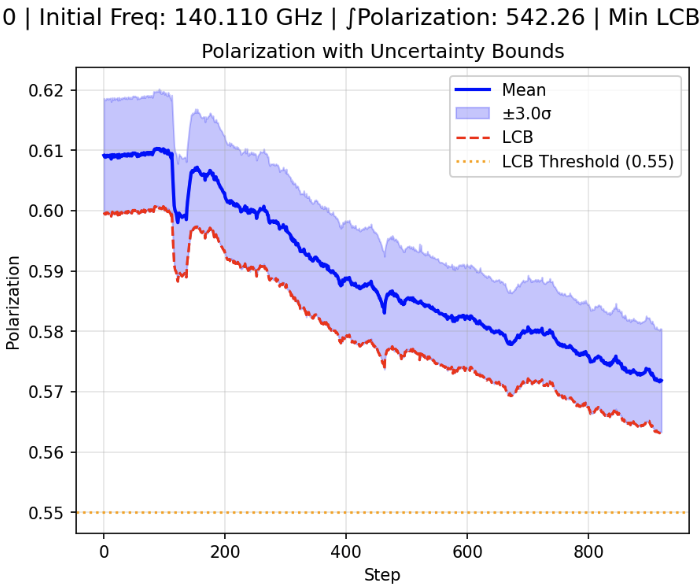 0 | Initial Freq: 140.110 GHz | ∫Polarization: 542.26 | Min LCB
Polarization with Uncertainty Bounds
Mean
±3.0σ
LCB
LCB Threshold (0.55)
0.62
0.61
0.60
0.59
0.58
0.57
0.56
0.55
Polarization
0 200 400 600 800
Step